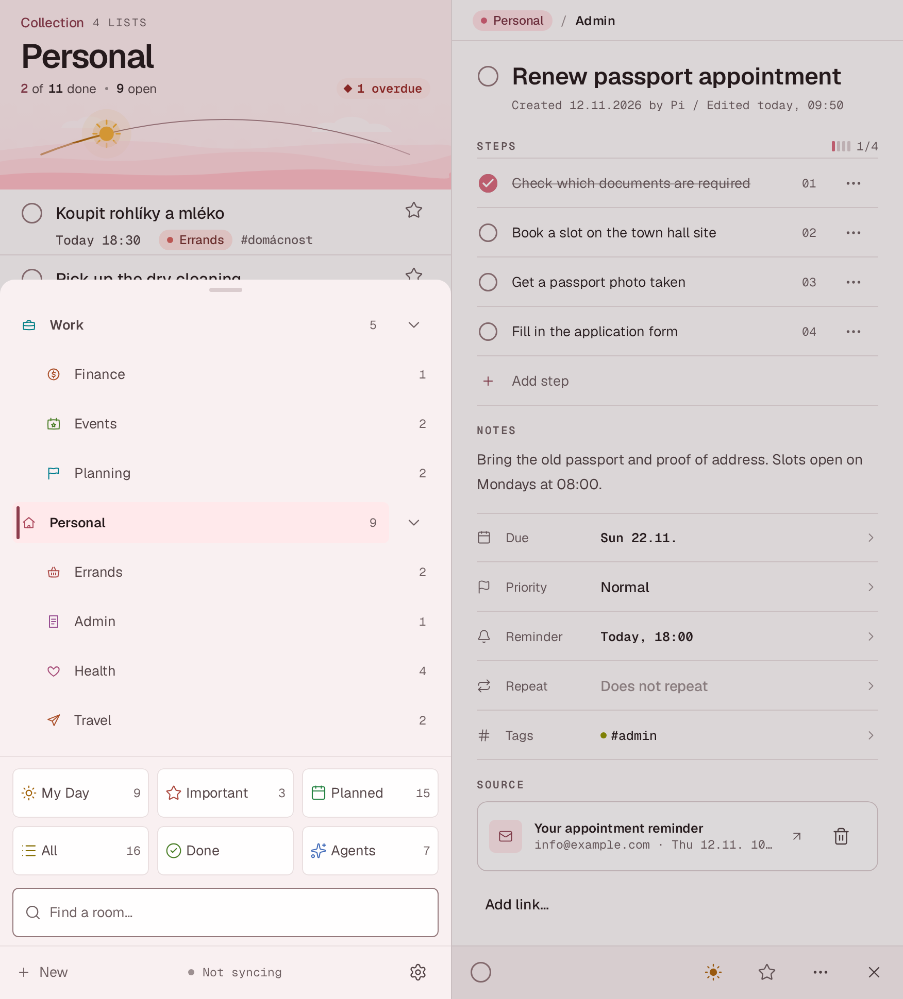 Collection 4 LISTS
Personal
2 of 11 done • 9 open
1 overdue
Koupit rohlíky a mléko
Today 18:30 Errands #domácnost
Pick up the dry cleaning
Work 5
Finance 1
Events 2
Planning 2
Personal 9
Errands 2
Admin 1
Health 4
Travel 2
My Day 9
Important 3
Planned 15
All 16
Done
Agents 7
Find a room…
New
Not syncing
Personal / Admin
Renew passport appointment
Created 12.11.2026 by Pi / Edited today, 09:50
STEPS 1/4
Check which documents are required 01
Book a slot on the town hall site 02
Get a passport photo taken 03
Fill in the application form 04
Add step
NOTES
Bring the old passport and proof of address. Slots open on
Mondays at 08:00.
Due Sun 22.11.
Priority Normal
Reminder Today, 18:00
Repeat Does not repeat
Tags #admin
SOURCE
Your appointment reminder
info@example.com · Thu 12.11. 10…
Add link…